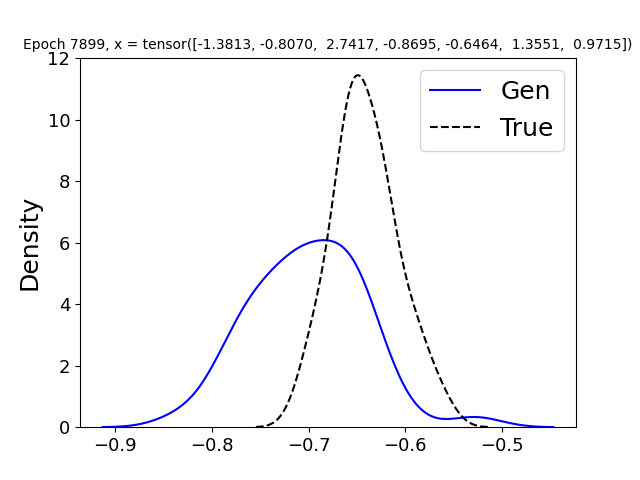 Epoch 7899, x = tensor([-1.3813, -0.8070,  2.7417, -0.8695, -0.6464,  1.3551,  0.9715])
12
10
8
6
4
2
0
Density
Gen
True
−0.9 −0.8 −0.7 −0.6 −0.5